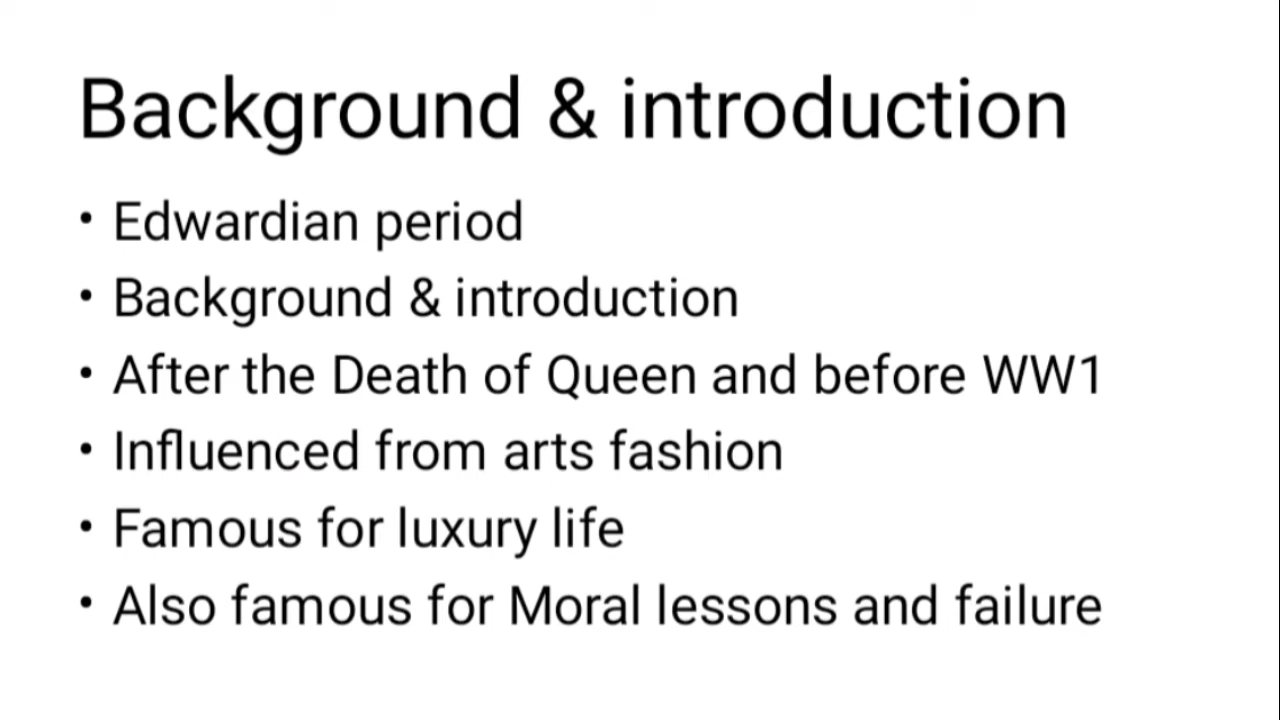 Background & introduction
• Edwardian period
• Background & introduction
• After the Death of Queen and before WW1
• Influenced from arts fashion
• Famous for luxury life
• Also famous for Moral lessons and failure